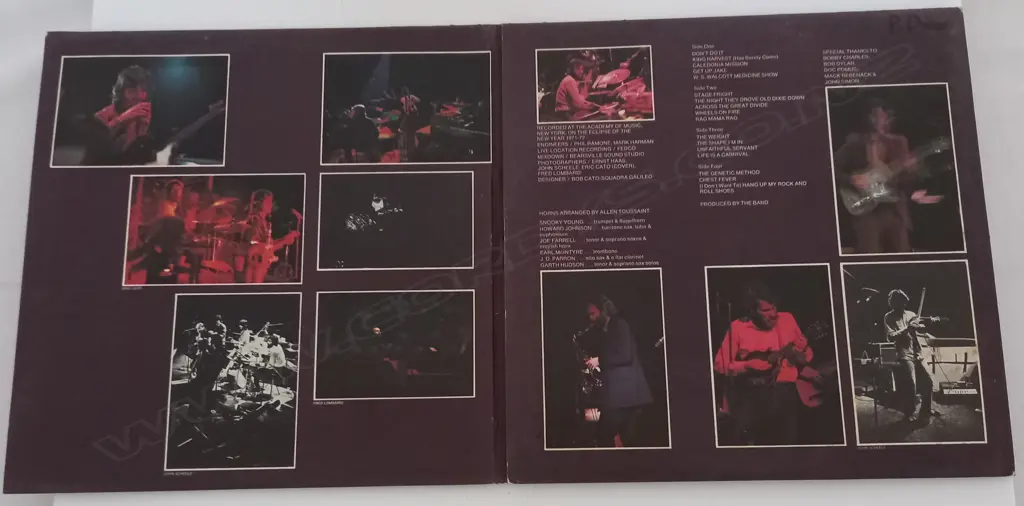 RECORDED AT THE ACADEMY OF MUSIC,
NEW YORK, ON THE ECLIPSE OF THE
NEW YEAR 1971-72
ENGINEERS / PHIL RAMONE, MARK HARMAN
LIVE LOCATION RECORDING / FEDCO
MIXDOWN / BEARSVILLE SOUND STUDIO
PHOTOGRAPHERS / ERNST HAAS,
JOHN SCHEELE, ERIC CATO (COVER),
FRED LOMBARDI
DESIGNER / BOB CATO, SQUADRA GALILEO
HORNS ARRANGED BY ALLEN TOUSSAINT
SNOOKY YOUNG ... trumpet & flugelhorn
HOWARD JOHNSON ... baritone sax, tuba &
euphonium
JOE FARRELL ... tenor & soprano saxes &
english horn
EARL McINTYRE ... trombone
J. D. PARRON ... alto sax & e flat clarinet
GARTH HUDSON ... tenor & soprano sax solos
Side One
DON'T DO IT
KING HARVEST (Has Surely Come)
CALEDONIA MISSION
GET UP JAKE
W. S. WALCOTT MEDICINE SHOW
Side Two
STAGE FRIGHT
THE NIGHT THEY DROVE OLD DIXIE DOWN
ACROSS THE GREAT DIVIDE
WHEELS ON FIRE
RAG MAMA RAG
Side Three
THE WEIGHT
THE SHAPE I'M IN
UNFAITHFUL SERVANT
LIFE IS A CARNIVAL
Side Four
THE GENETIC METHOD
CHEST FEVER
(I Don't Want To) HANG UP MY ROCK AND
ROLL SHOES
PRODUCED BY THE BAND
SPECIAL THANKS TO
BOBBY CHARLES
BOB DYLAN
DOC POMUS
MACK REBENACK &
JOHN SIMON
FRED LOMBARDI
JOHN SCHEELE
JOHN SCHEELE